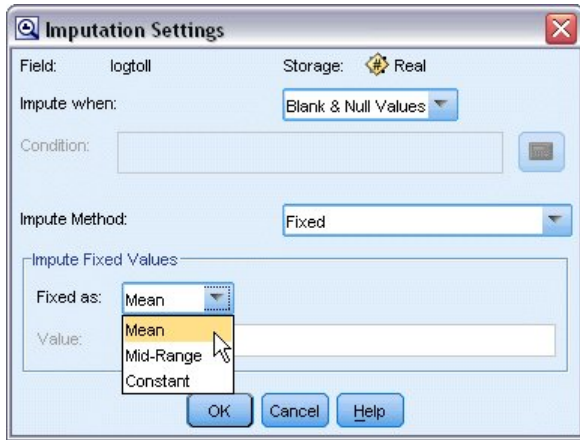 Imputation Settings
Field: logtoll Storage: Real
Impute when: Blank & Null Values
Condition:
Impute Method: Fixed
Impute Fixed Values
Fixed as: Mean
Mean
Value:
Mid-Range
Constant
OK Cancel Help